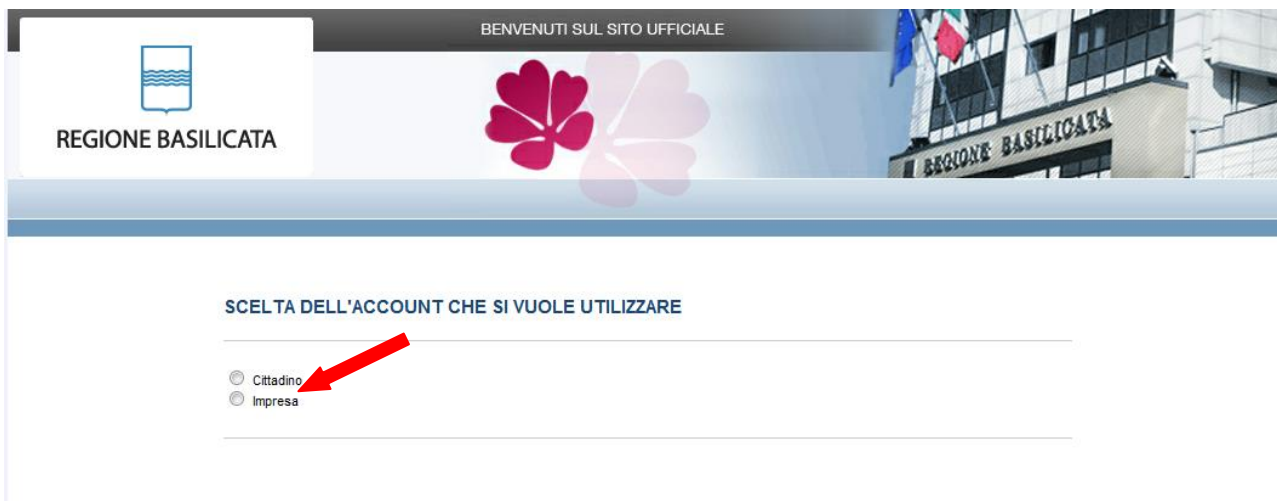 BENVENUTI SUL SITO UFFICIALE
REGIONE BASILICATA
REGIONE BASILICATA
SCELTA DELL'ACCOUNT CHE SI VUOLE UTILIZZARE
Cittadino
Impresa